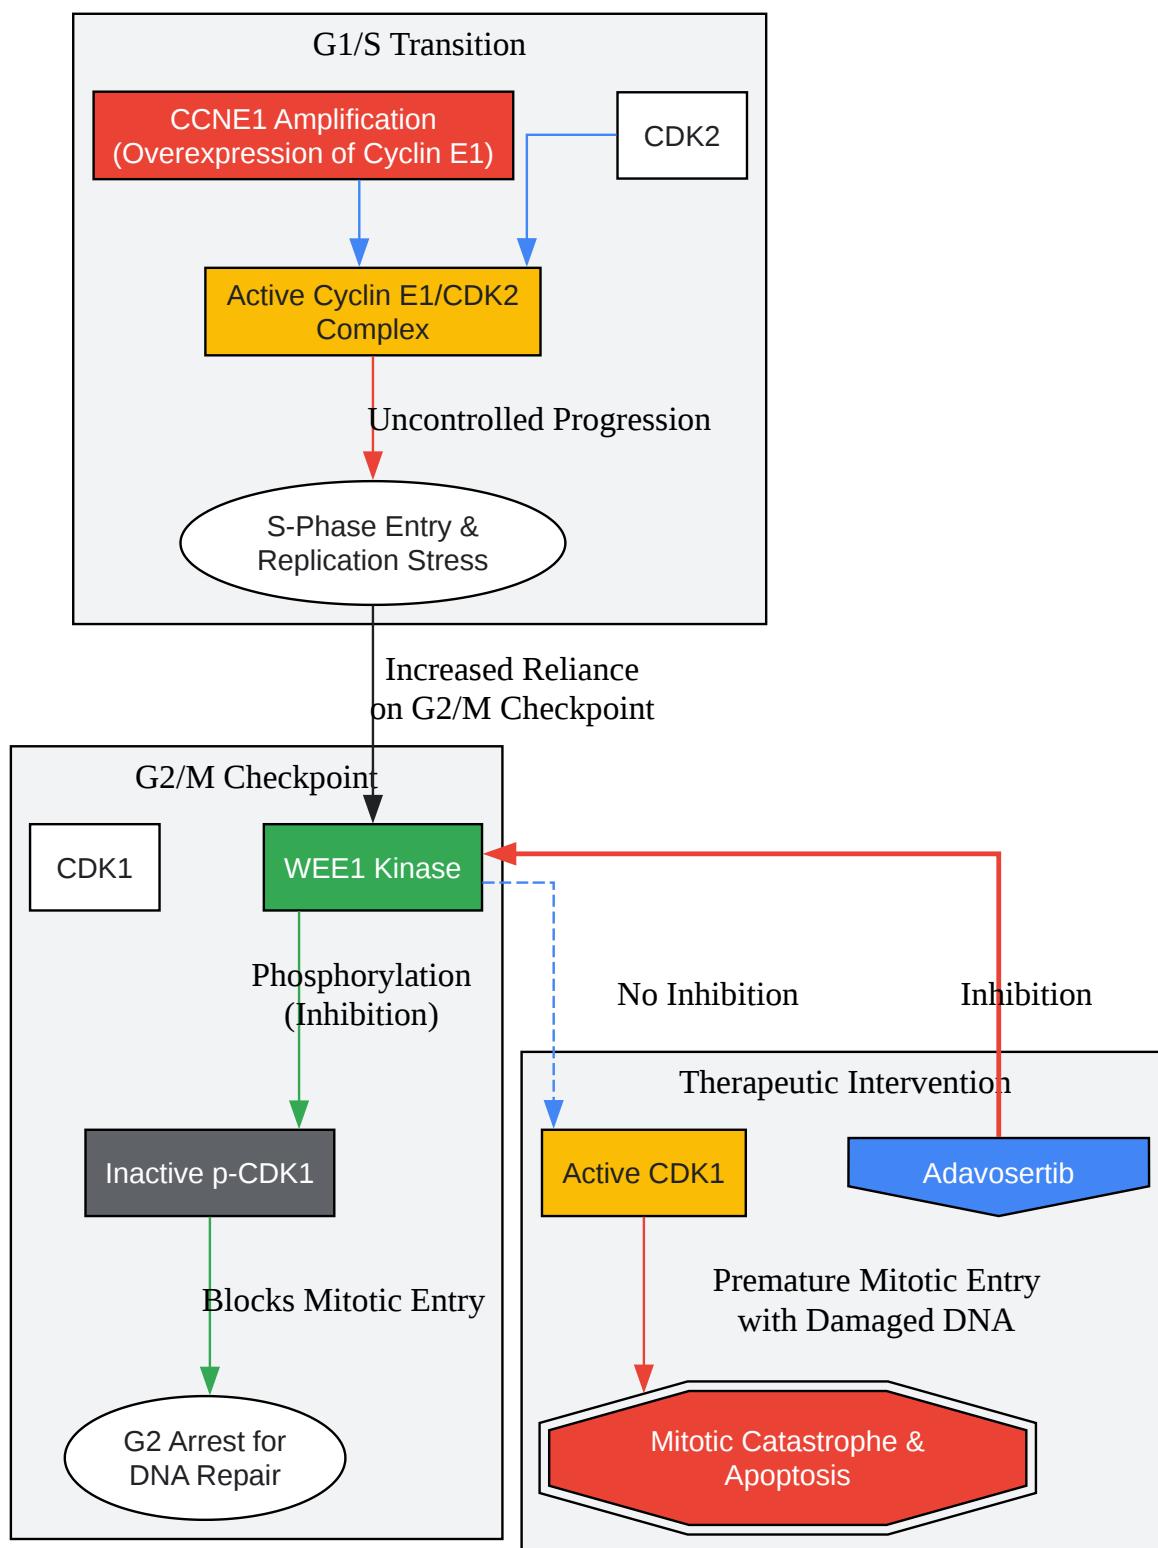 G1/S Transition
CCNE1 Amplification
(Overexpression of Cyclin E1)
CDK2
Active Cyclin E1/CDK2
Complex
Uncontrolled Progression
S-Phase Entry &
Replication Stress
Increased Reliance
on G2/M Checkpoint
G2/M Checkpoint
CDK1
WEE1 Kinase
Phosphorylation
(Inhibition)
No Inhibition
Inhibition
Therapeutic Intervention
Inactive p-CDK1
Active CDK1
Adavosertib
Blocks Mitotic Entry
Premature Mitotic Entry
with Damaged DNA
G2 Arrest for
DNA Repair
Mitotic Catastrophe &
Apoptosis